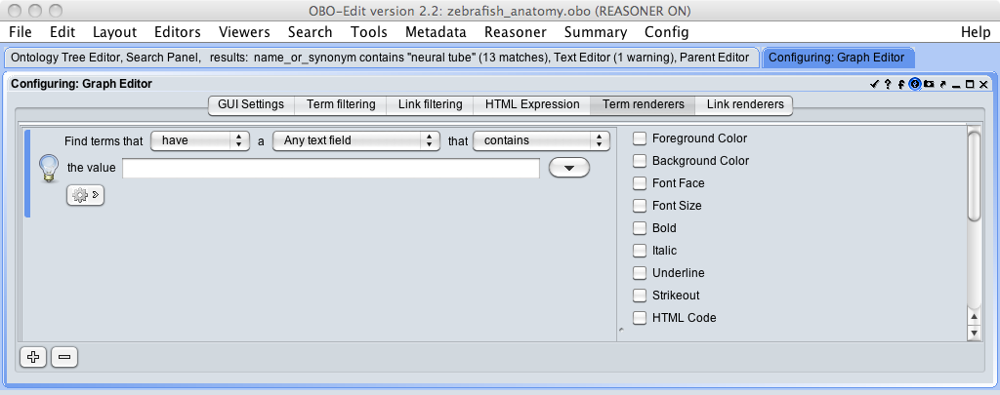 OBO-Edit version 2.2: zebrafish_anatomy.obo (REASONER ON)
File Edit Layout Editors Viewers Search Tools Metadata Reasoner Summary Config Help
Ontology Tree Editor, Search Panel, results: name_or_synonym contains "neural tube" (13 matches), Text Editor (1 warning), Parent Editor Configuring: Graph Editor
Configuring: Graph Editor
GUI Settings Term filtering Link filtering HTML Expression Term renderers Link renderers
Find terms that have a Any text field that contains
the value
Foreground Color
Background Color
Font Face
Font Size
Bold
Italic
Underline
Strikeout
HTML Code